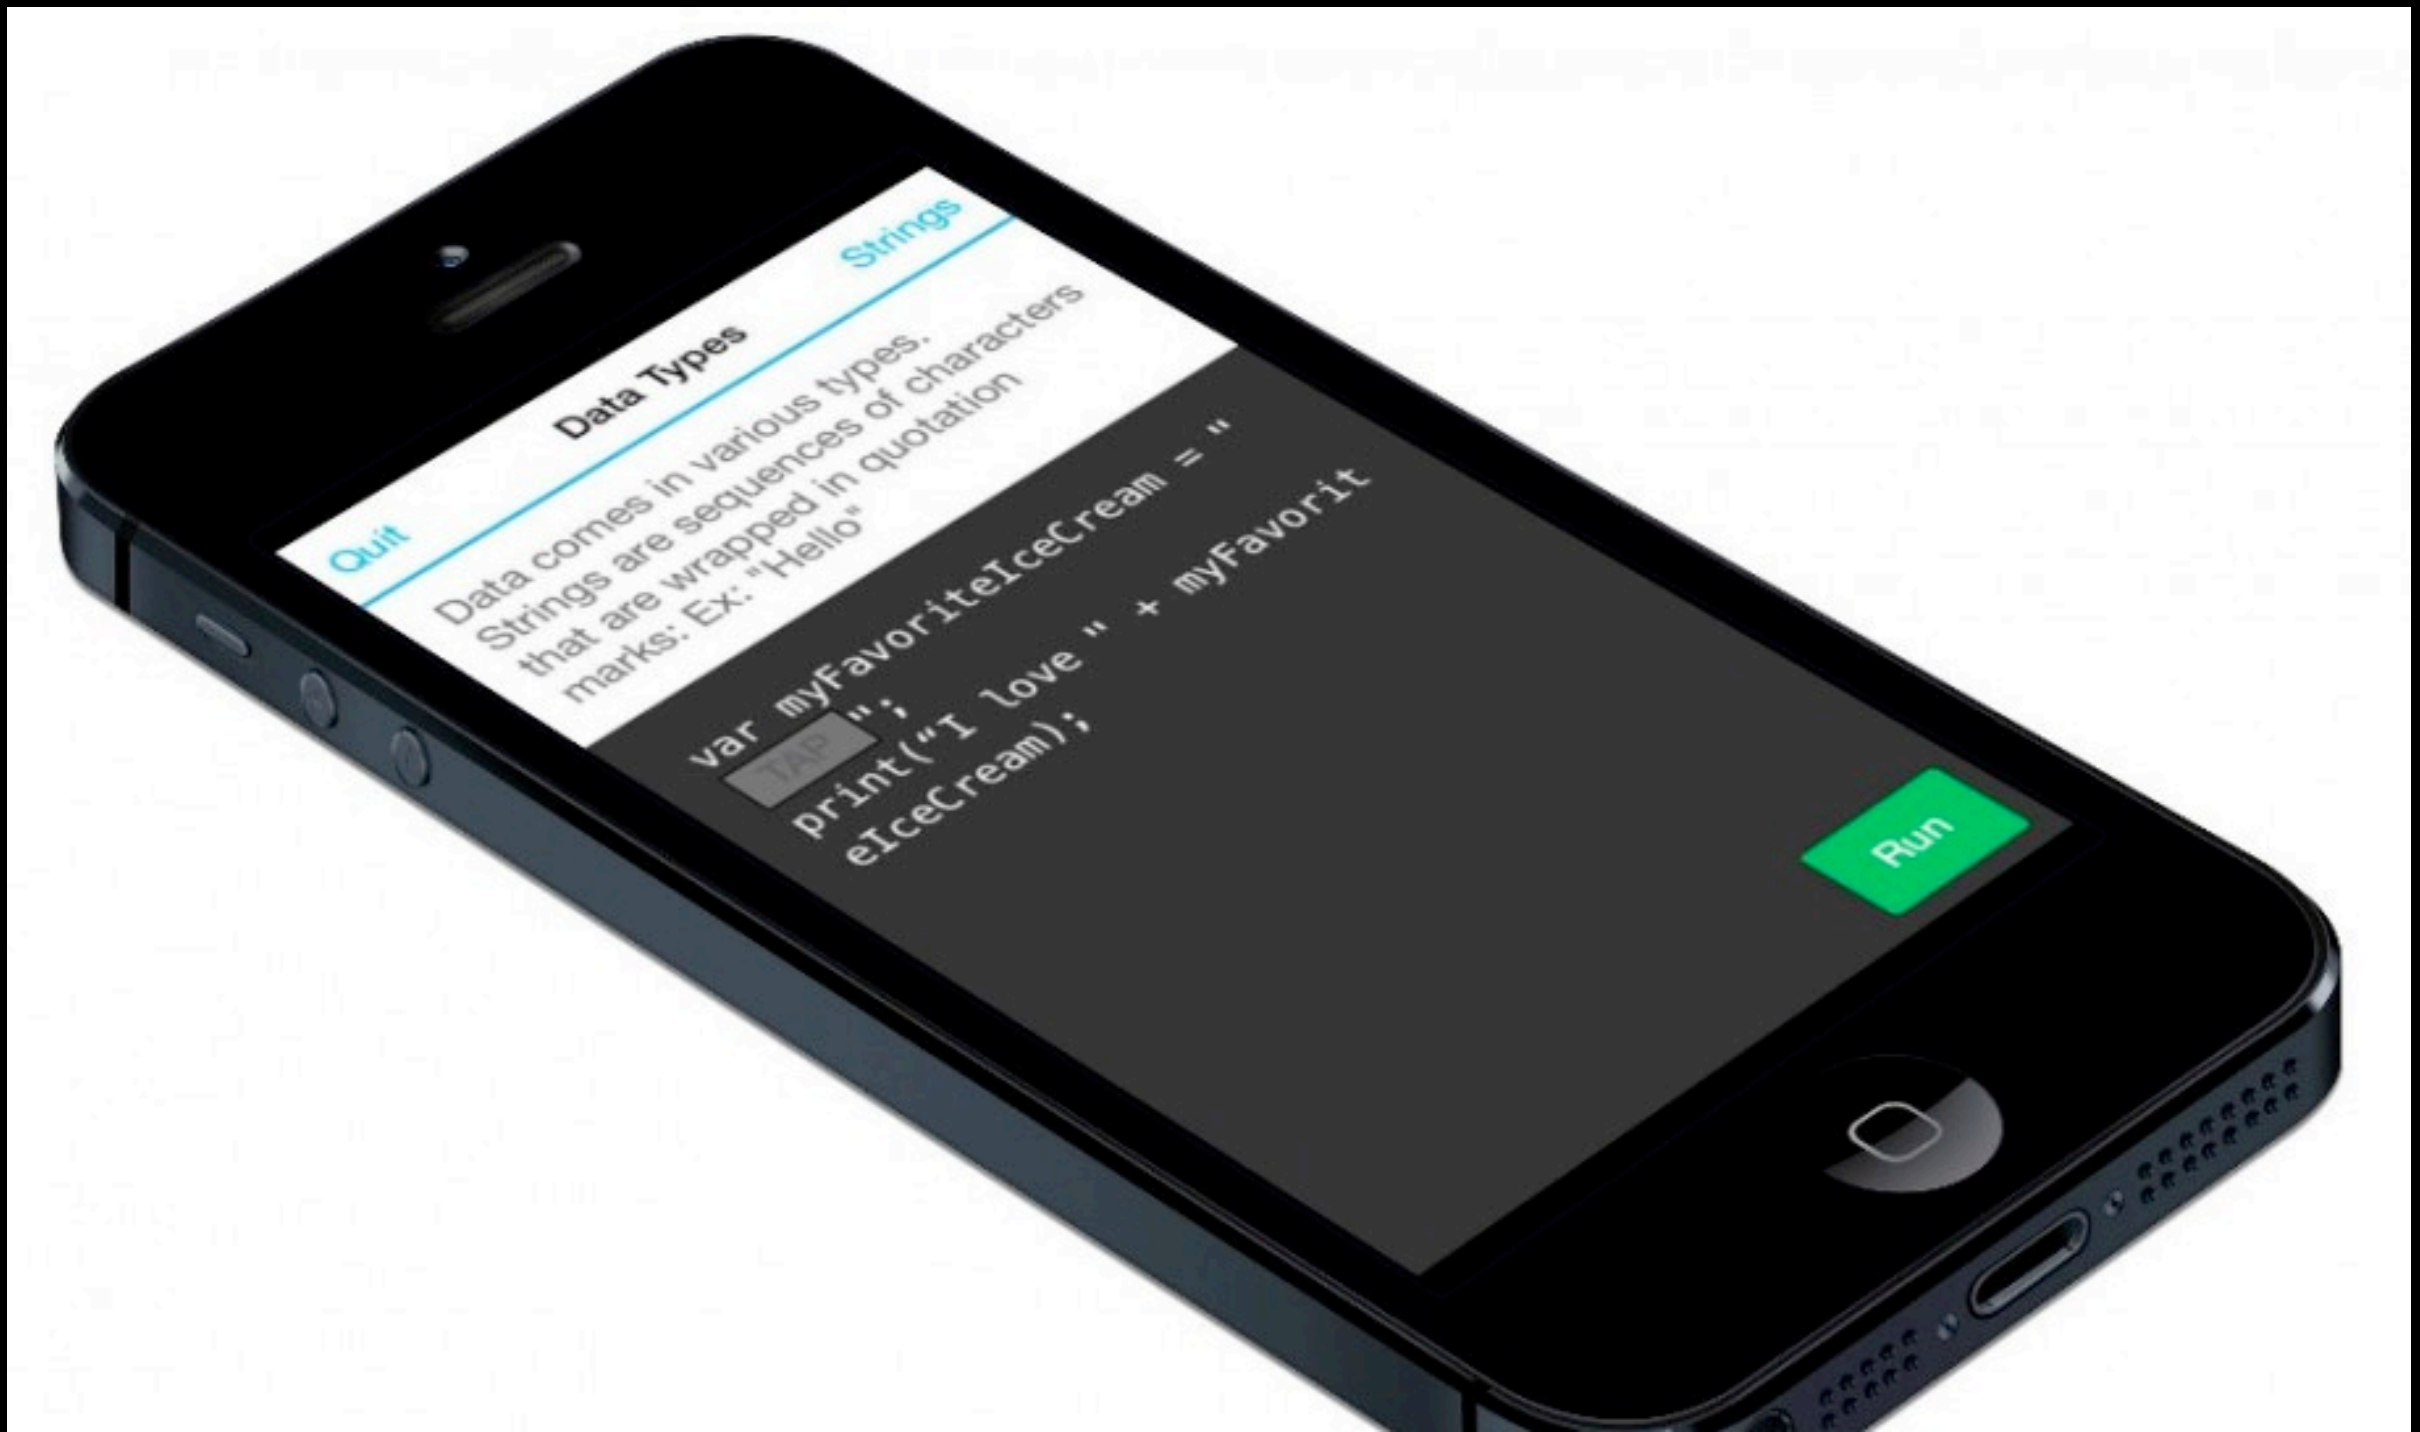 Quit Data Types Strings
Data comes in various types.
Strings are sequences of characters
that are wrapped in quotation
marks: Ex: "Hello"
var myFavoriteIceCream = "
TAP";
print(“I love " + myFavorit
eIceCream);
Run